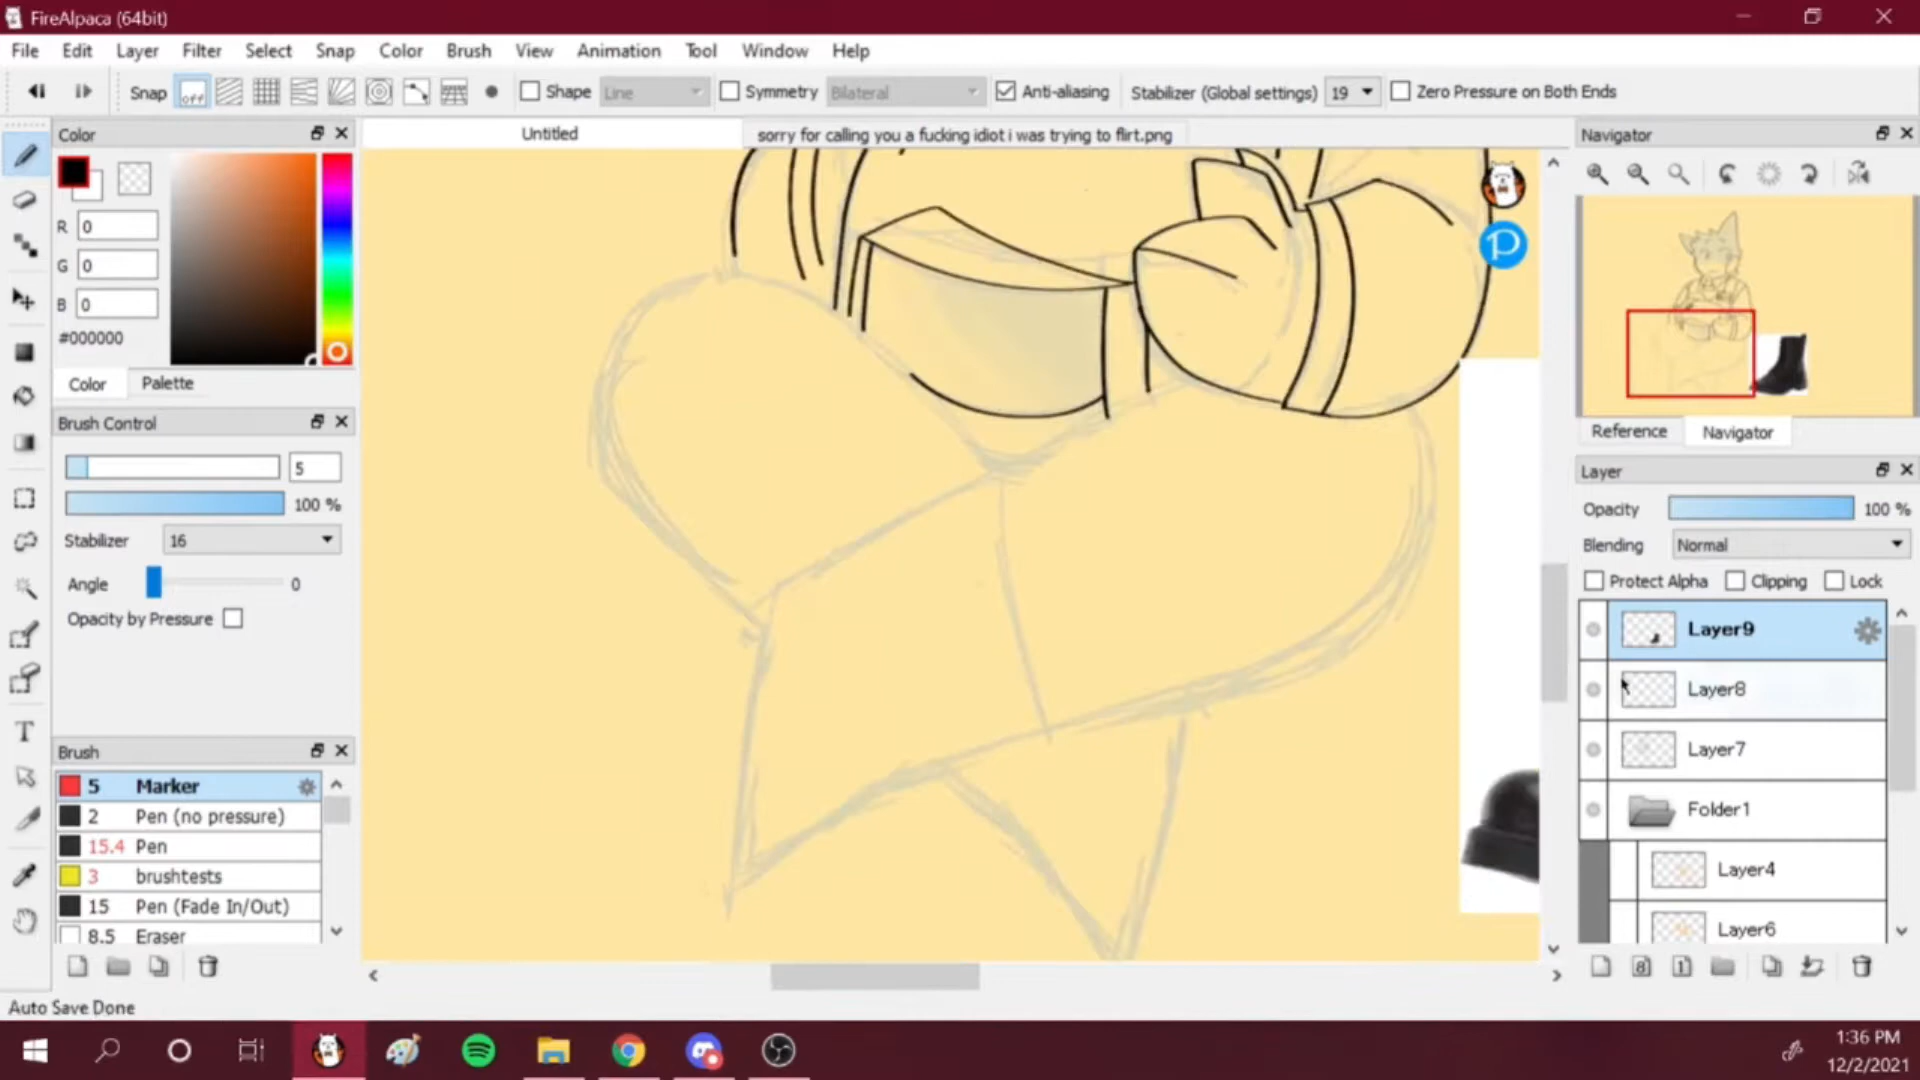 FireAlpaca (64bit)
File Edit Layer Filter Select Snap Color Brush View Animation Tool Window Help
Snap off Shape Line Symmetry Bilateral Anti-aliasing Stabilizer (Global settings) 19 Zero Pressure on Both Ends
Color
Untitled
sorry for calling you a fucking idiot i was trying to flirt.png
Navigator
R 0
G 0
B 0
#000000
Color Palette
Brush Control
5
100 %
Stabilizer 16
Angle 0
Opacity by Pressure
Brush
5 Marker
2 Pen (no pressure)
15.4 Pen
3 brushtests
15 Pen (Fade In/Out)
8.5 Eraser
Reference Navigator
Layer
Opacity 100 %
Blending Normal
Protect Alpha Clipping Lock
Layer9
Layer8
Layer7
Folder1
Layer4
Layer6
8 1
T
P
Auto Save Done
1:36 PM
12/2/2021